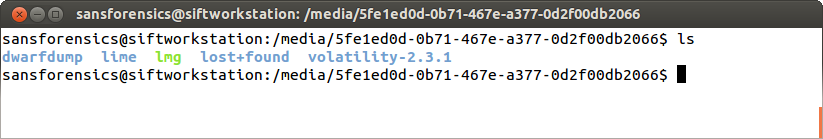 sansforensics@siftworkstation: /media/5fe1ed0d-0b71-467e-a377-0d2f00db2066
sansforensics@siftworkstation:/media/5fe1ed0d-0b71-467e-a377-0d2f00db2066$ ls
dwarfdump  lime  lmg  lost+found  volatility-2.3.1
sansforensics@siftworkstation:/media/5fe1ed0d-0b71-467e-a377-0d2f00db2066$